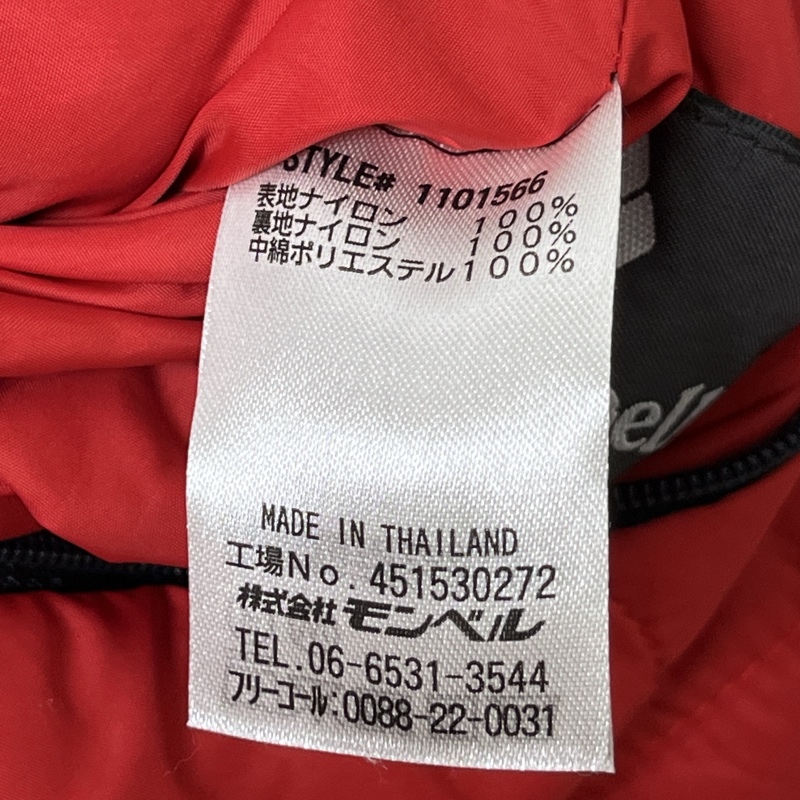 STYLE# 1101566
表地ナイロン 100%
裏地ナイロン 100%
中綿ポリエステル100%
MADE IN THAILAND
工場No. 451530272
株式会社モンベル
TEL.06-6531-3544
フリーコール:0088-22-0031